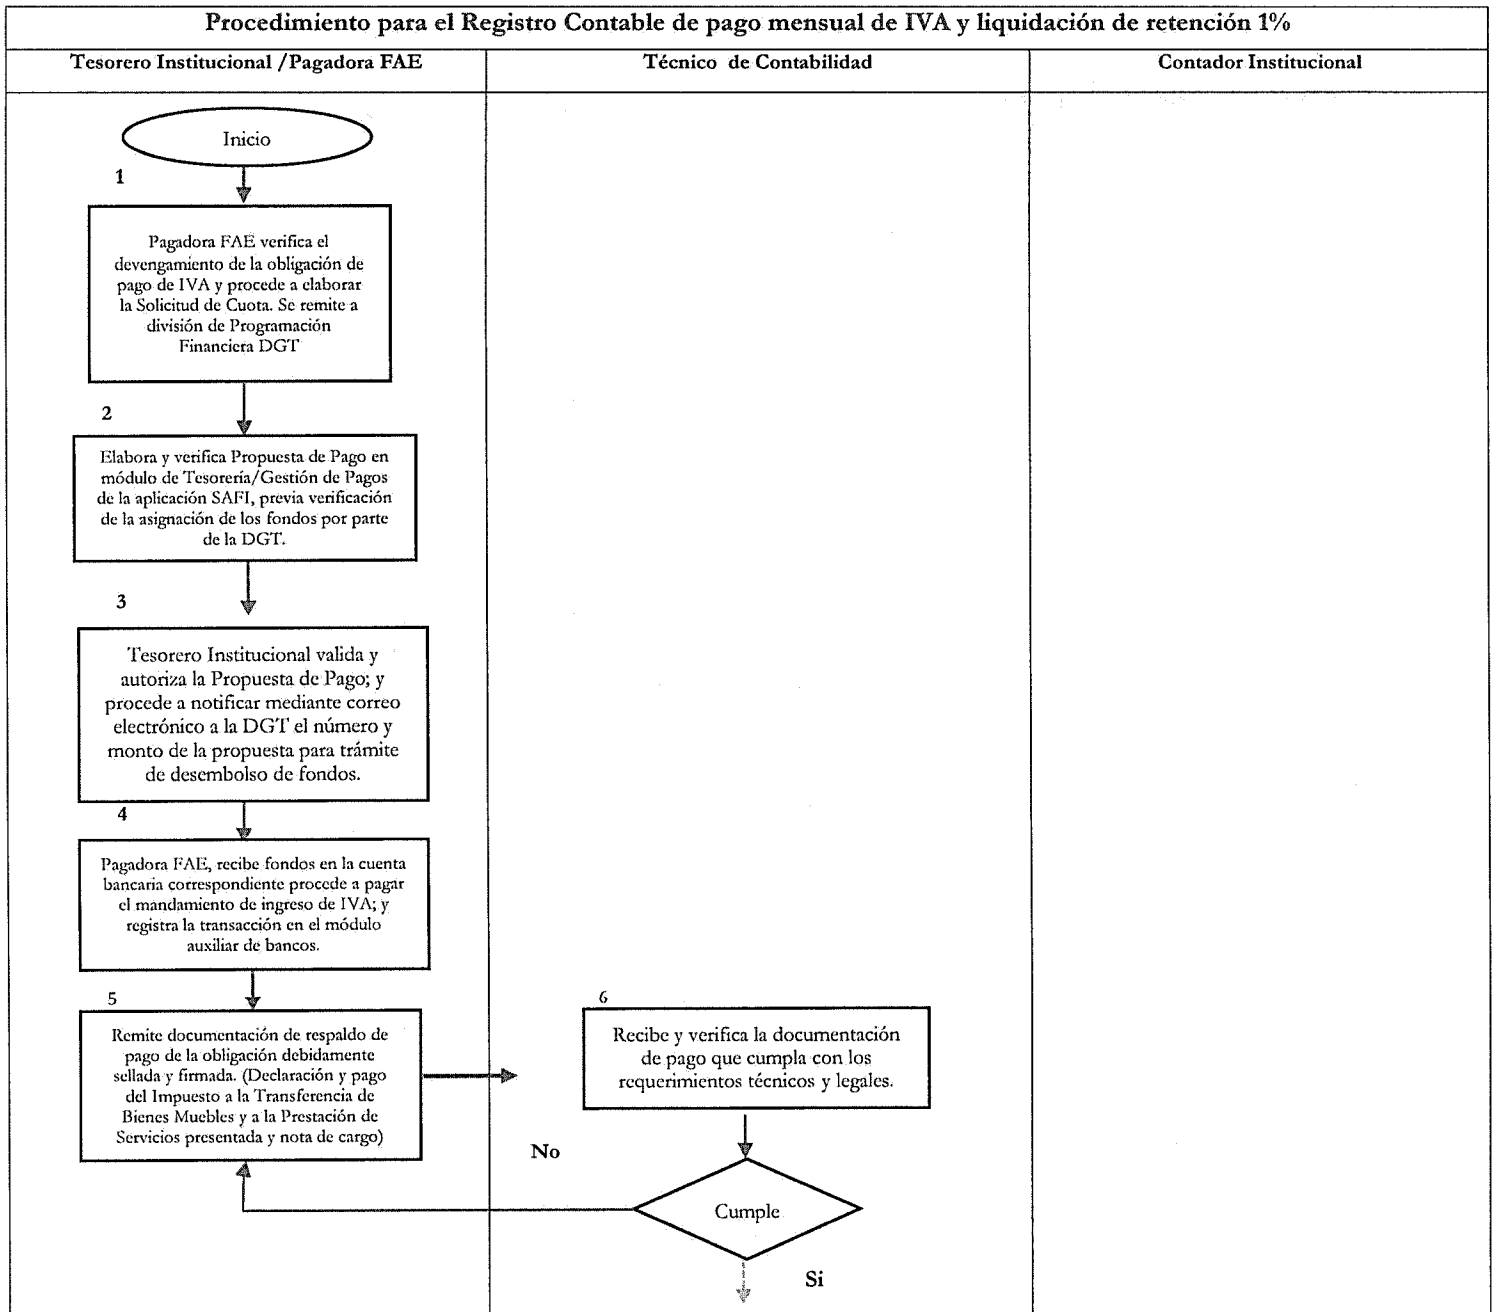 Procedimiento para el Registro Contable de pago mensual de IVA y liquidación de retención 1%
Tesorero Institucional /Pagadora FAE
Técnico de Contabilidad
Contador Institucional
Inicio
1
Pagadora FAE verifica el
devengamiento de la obligación de
pago de IVA y procede a elaborar
la Solicitud de Cuota. Se remite a
división de Programación
Financiera DGT
2
Elabora y verifica Propuesta de Pago en
módulo de Tesorería/Gestión de Pagos
de la aplicación SAFI, previa verificación
de la asignación de los fondos por parte
de la DGT.
3
Tesorero Institucional valida y
autoriza la Propuesta de Pago; y
procede a notificar mediante correo
electrónico a la DGT el número y
monto de la propuesta para trámite
de desembolso de fondos.
4
Pagadora FAE, recibe fondos en la cuenta
bancaria correspondiente procede a pagar
el mandamiento de ingreso de IVA; y
registra la transacción en el módulo
auxiliar de bancos.
5
Remite documentación de respaldo de
pago de la obligación debidamente
sellada y firmada. (Declaración y pago
del Impuesto a la Transferencia de
Bienes Muebles y a la Prestación de
Servicios presentada y nota de cargo)
6
Recibe y verifica la documentación
de pago que cumpla con los
requerimientos técnicos y legales.
No
Cumple
Si